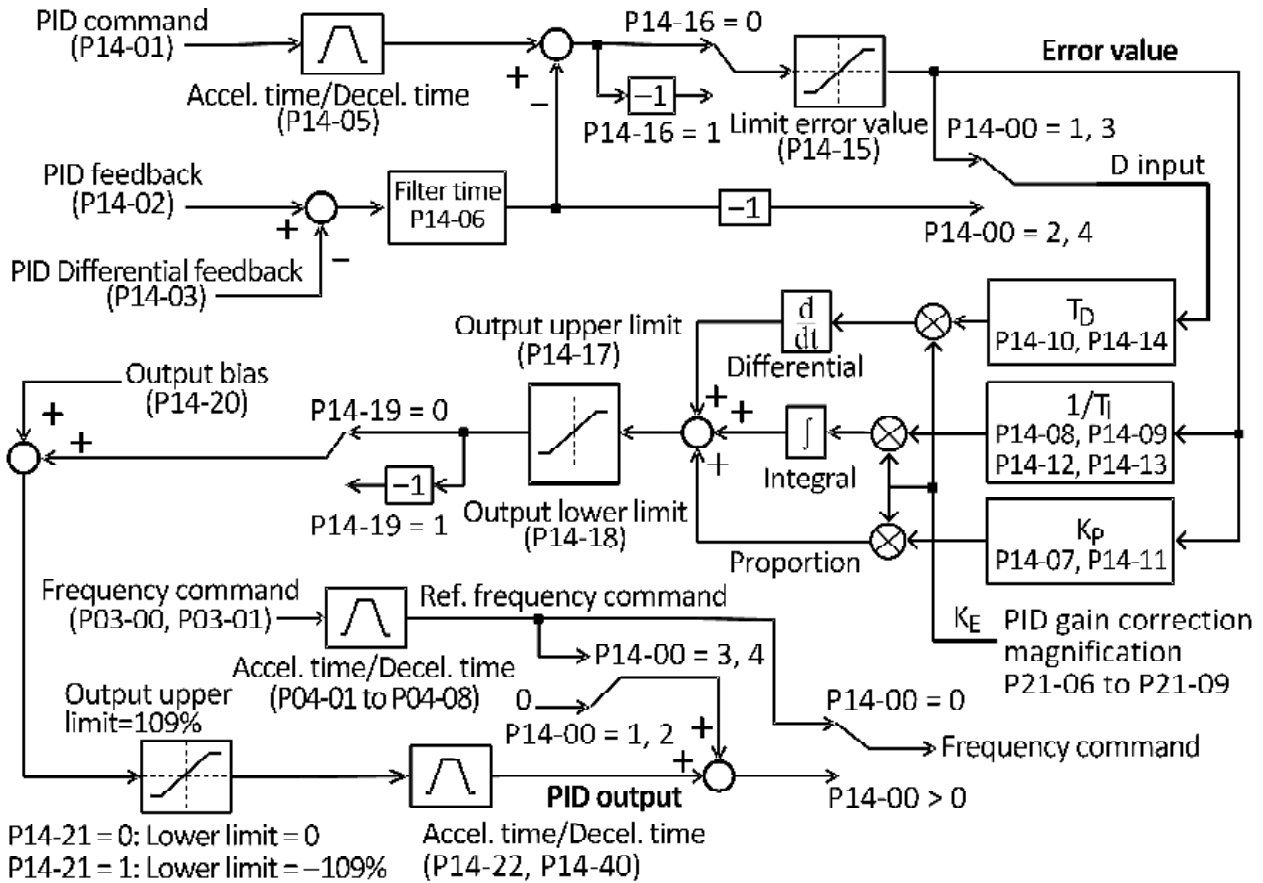 PID command
(P14-01)
Accel. time/Decel. time
(P14-05)
+
−
P14-16 = 0
−1
P14-16 = 1
Limit error value
(P14-15)
Error value
P14-00 = 1, 3
D input
PID feedback
(P14-02)
+
−
Filter time
P14-06
−1
P14-00 = 2, 4
PID Differential feedback
(P14-03)
TD
P14-10, P14-14
d
dt
Differential
Output upper limit
(P14-17)
Output bias
(P14-20)
+
+
P14-19 = 0
−1
P14-19 = 1
Output lower limit
(P14-18)
+
+
+
∫
Integral
1/TI
P14-08, P14-09
P14-12, P14-13
KP
P14-07, P14-11
Proportion
KE
PID gain correction
magnification
P21-06 to P21-09
Frequency command
(P03-00, P03-01)
Ref. frequency command
Accel. time/Decel. time
(P04-01 to P04-08)
P14-00 = 3, 4
0
P14-00 = 1, 2
+
+
P14-00 = 0
Frequency command
P14-00 > 0
Output upper
limit=109%
PID output
P14-21 = 0: Lower limit = 0
P14-21 = 1: Lower limit = −109%
Accel. time/Decel. time
(P14-22, P14-40)